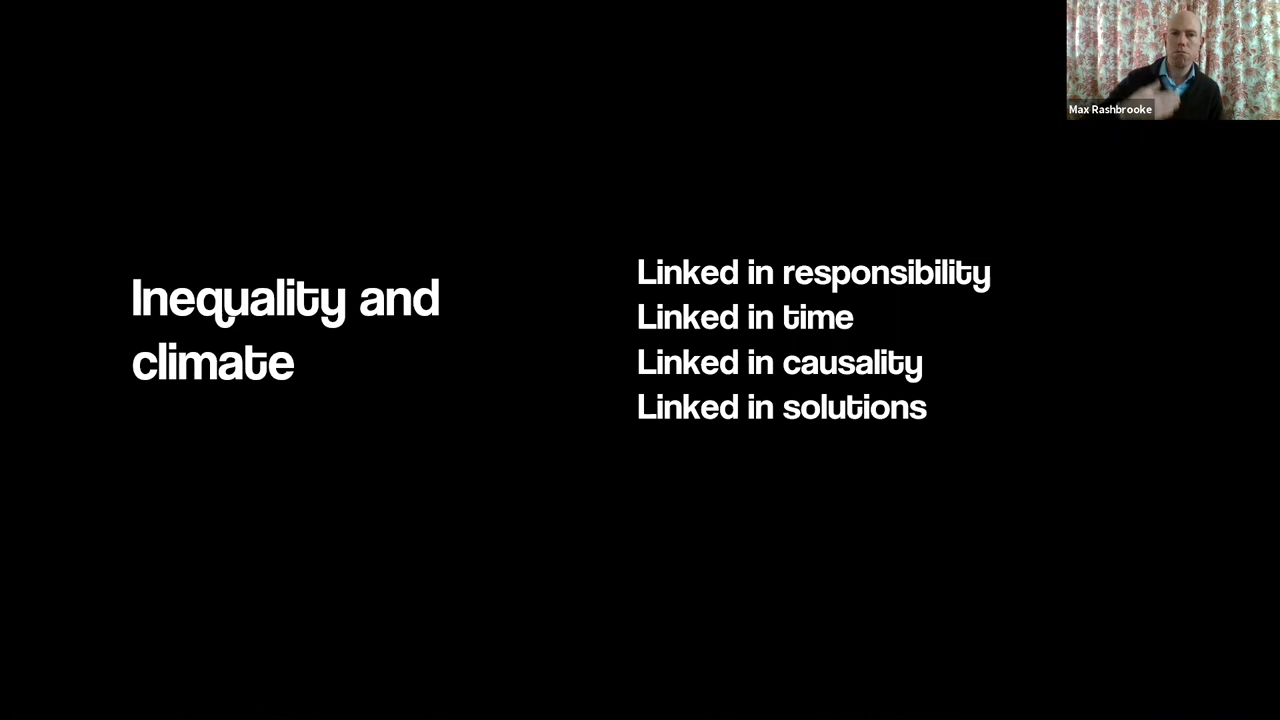 Max Rashbrooke
Inequality and
climate
Linked in responsibility
Linked in time
Linked in causality
Linked in solutions